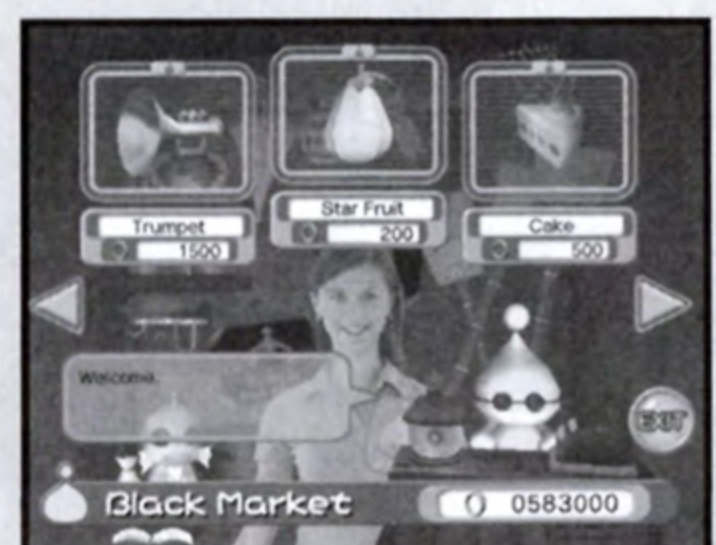 Trumpet
1500
Star Fruit
200
Cake
500
Welcome.
EXIT
Black Market
0583000